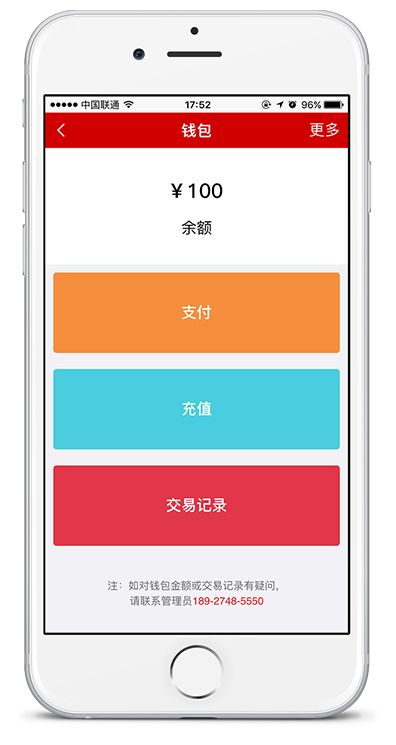 中国联通 17:52 96%
钱包 更多
￥100
余额
支付
充值
交易记录
注：如对钱包金额或交易记录有疑问，
请联系管理员189-2748-5550